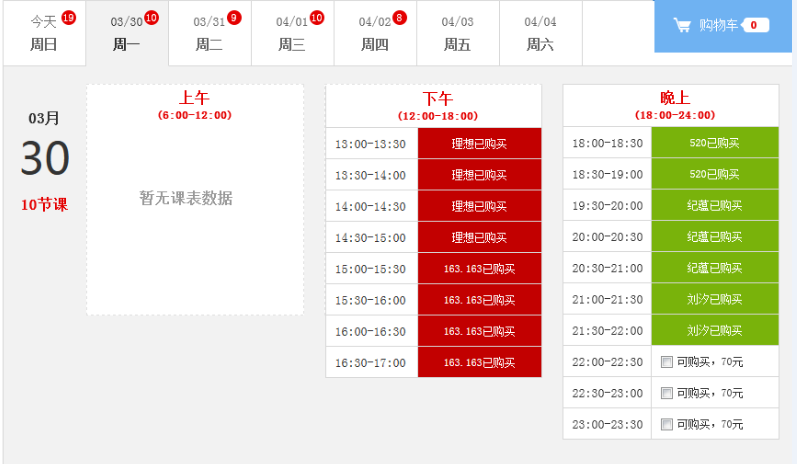 今天 19
周日
03/30 10
周一
03/31 9
周二
04/01 10
周三
04/02 8
周四
04/03
周五
04/04
周六
购物车 0
03月
30
10节课
上午
(6:00-12:00)
暂无课表数据
下午
(12:00-18:00)
13:00-13:30 理想已购买
13:30-14:00 理想已购买
14:00-14:30 理想已购买
14:30-15:00 理想已购买
15:00-15:30 163.163已购买
15:30-16:00 163.163已购买
16:00-16:30 163.163已购买
16:30-17:00 163.163已购买
晚上
(18:00-24:00)
18:00-18:30 520已购买
18:30-19:00 520已购买
19:30-20:00 纪蕴已购买
20:00-20:30 纪蕴已购买
20:30-21:00 纪蕴已购买
21:00-21:30 刘汐已购买
21:30-22:00 刘汐已购买
22:00-22:30 可购买，70元
22:30-23:00 可购买，70元
23:00-23:30 可购买，70元